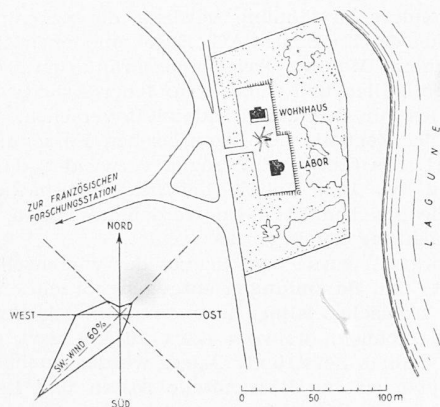 WOHNHAUS
LABOR
LAGUNE
ZUR FRANZÖSISCHEN
FORSCHUNGSSTATION
NORD
WEST
OST
SW-WIND 60%
SÜD
0 50 100 m